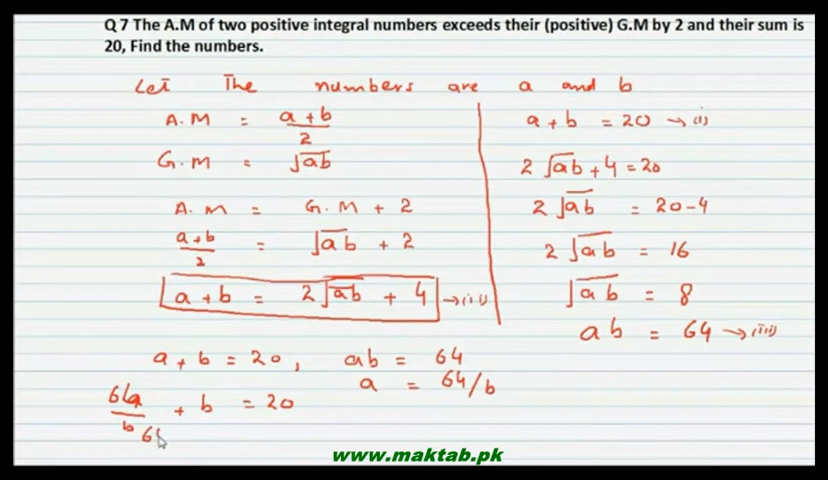 Q 7 The A.M of two positive integral numbers exceeds their (positive) G.M by 2 and their sum is
20, Find the numbers.
Let The numbers are a and b
A.M = a + b / 2
G.M = √ab
A.M = G.M + 2
a+b / 2 = √ab + 2
a + b = 2√ab + 4 → (ii)
a + b = 20 → (i)
2√ab + 4 = 20
2√ab = 20-4
2√ab = 16
√ab = 8
ab = 64 → (iii)
a + b = 20, ab = 64
a = 64/b
64 / b + b = 20
6
www.maktab.pk